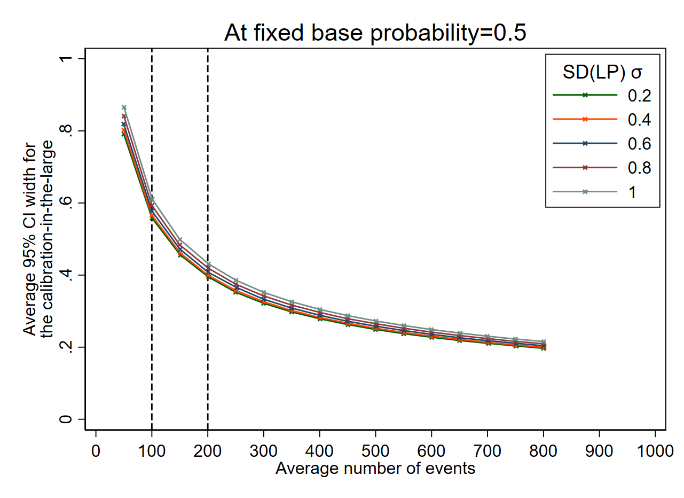 At fixed base probability=0.5
SD(LP) σ
0.2
0.4
0.6
0.8
1
Average 95% CI width for
the calibration-in-the-large
1
.8
.6
.4
.2
0
0 100 200 300 400 500 600 700 800 900 1000
Average number of events